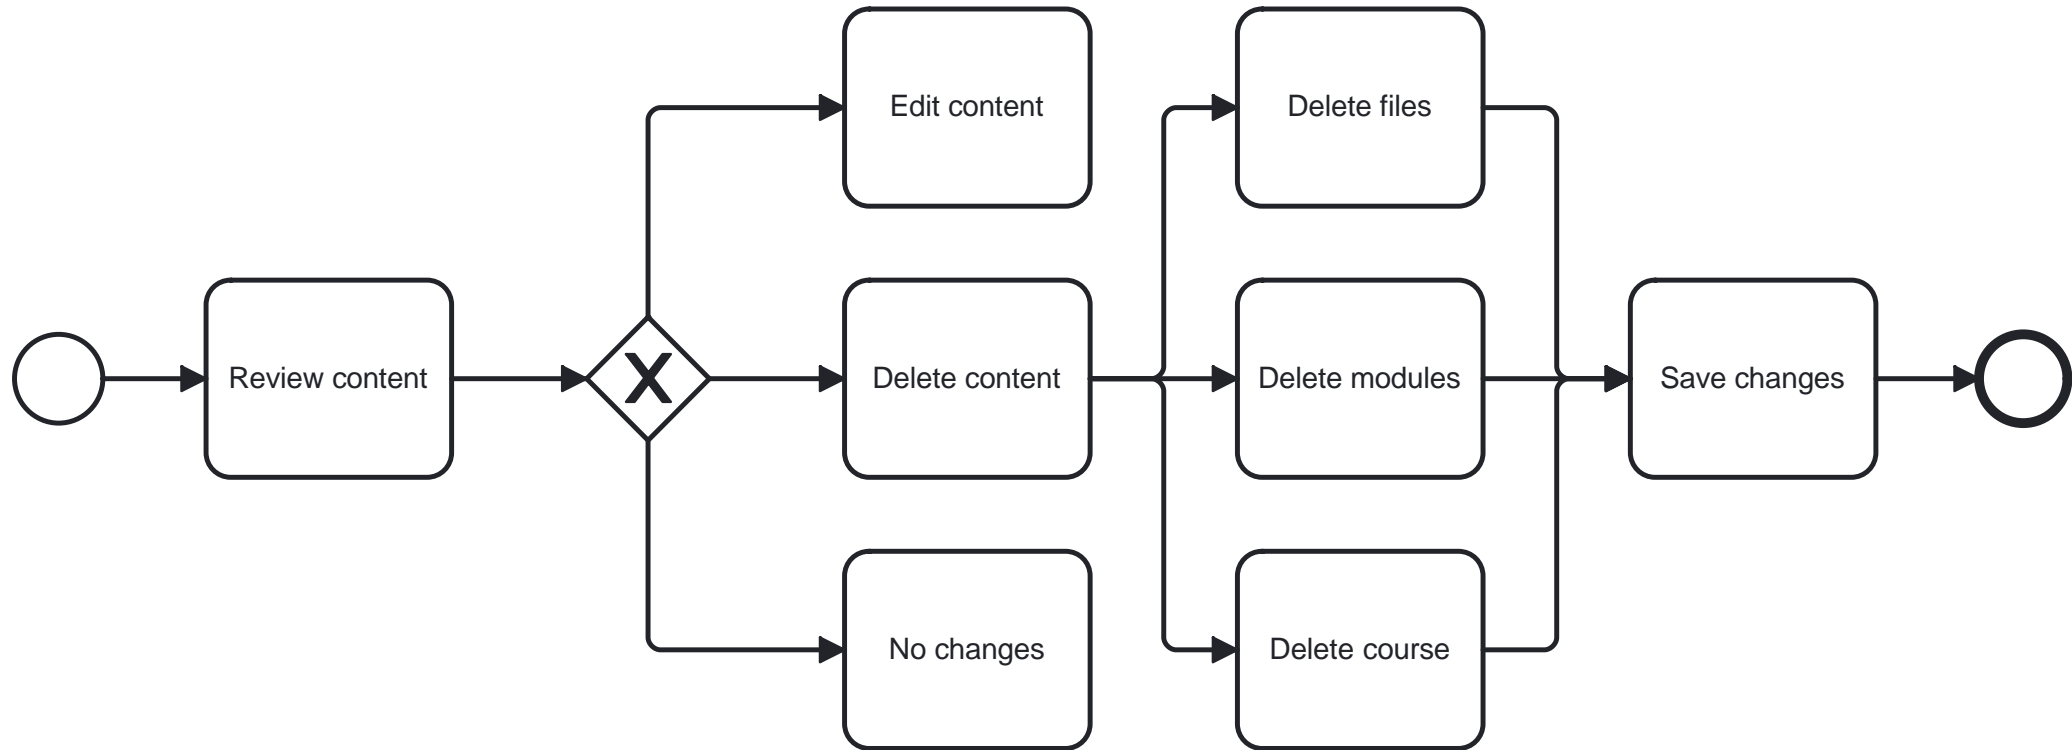 Edit content
Delete files
Review content
X
Delete content
Delete modules
Save changes
No changes
Delete course